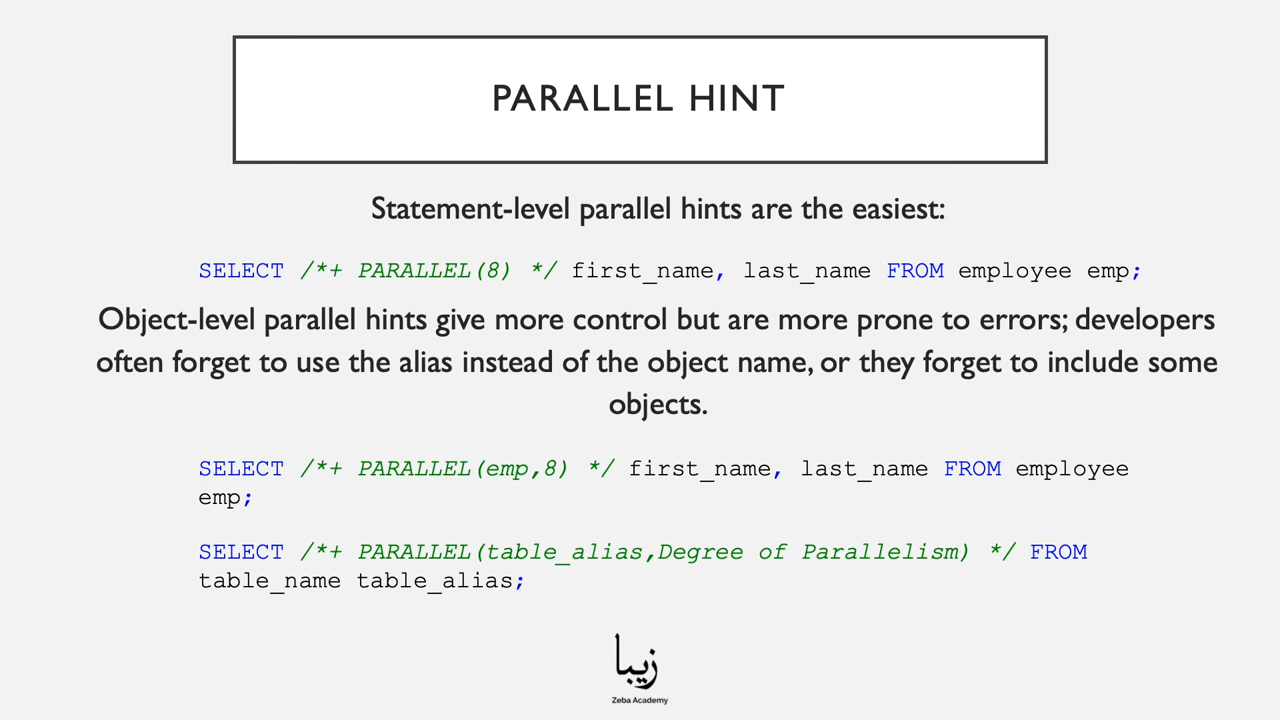 PARALLEL HINT
Statement-level parallel hints are the easiest:
SELECT /*+ PARALLEL(8) */ first_name, last_name FROM employee emp;
Object-level parallel hints give more control but are more prone to errors; developers
often forget to use the alias instead of the object name, or they forget to include some
objects.
SELECT /*+ PARALLEL(emp,8) */ first_name, last_name FROM employee
emp;
SELECT /*+ PARALLEL(table_alias,Degree of Parallelism) */ FROM
table_name table_alias;
زيبا
Zeba Academy